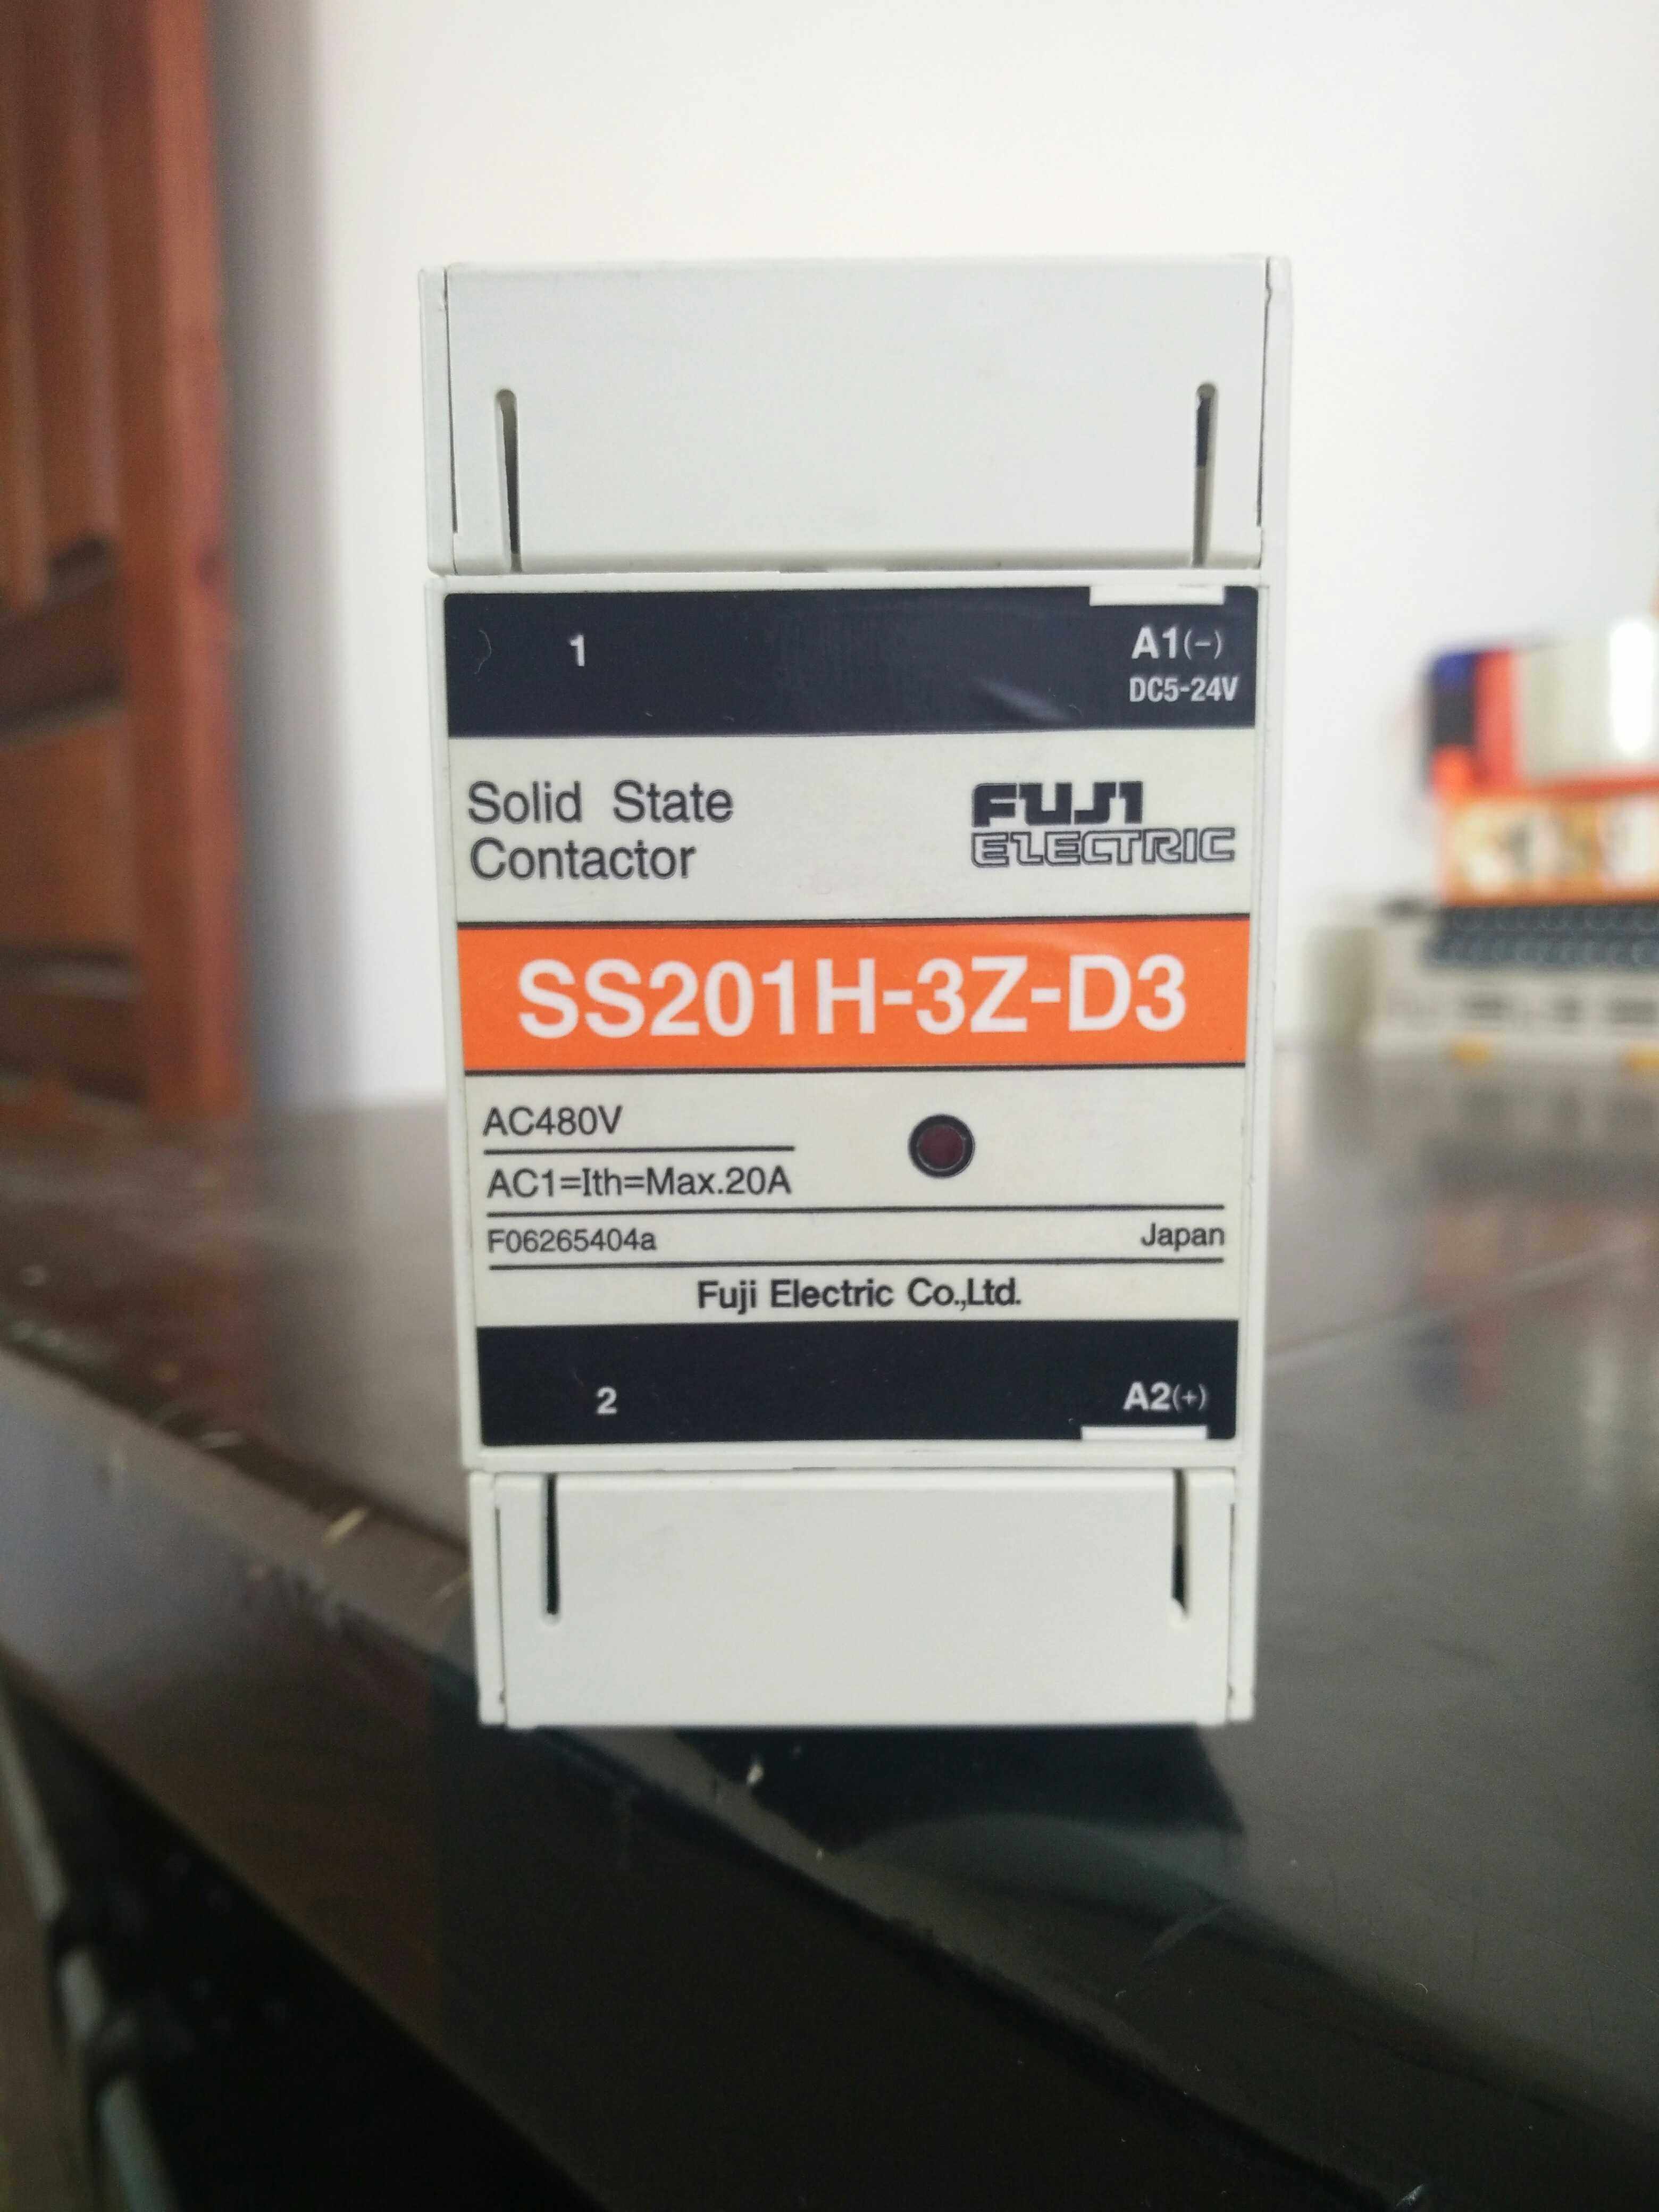 1 A1(−)
DC5-24V
Solid State
Contactor
FUJI
ELECTRIC
SS201H-3Z-D3
AC480V
AC1=Ith=Max.20A
F06265404a Japan
Fuji Electric Co.,Ltd.
2 A2(+)